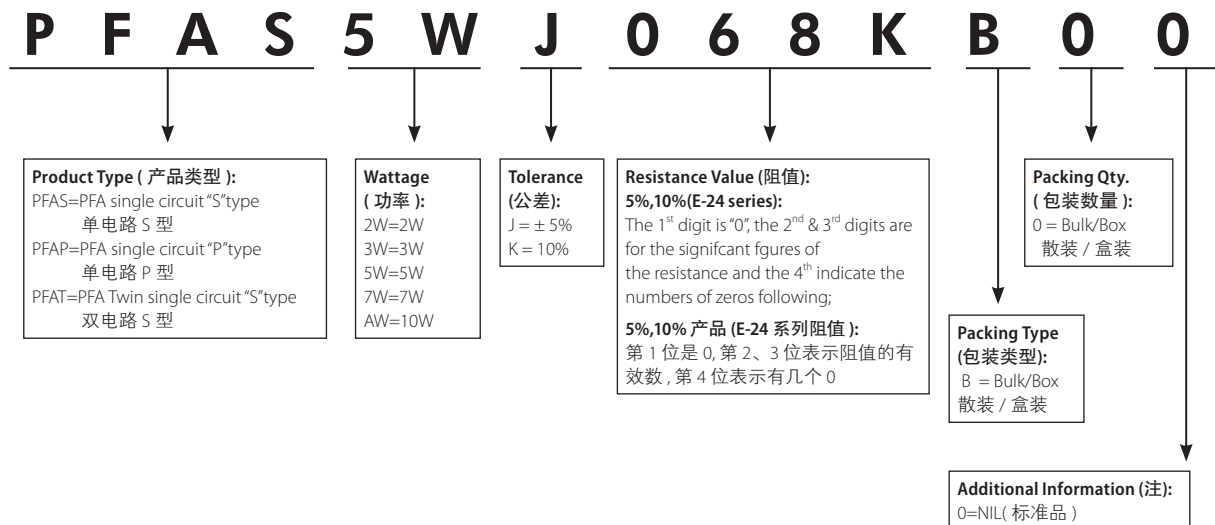 P F A S 5 W J 0 6 8 K B 0 0
Product Type ( 产品类型 ):
PFAS=PFA single circuit “S”type
单电路 S 型
PFAP=PFA single circuit “P”type
单电路 P 型
PFAT=PFA Twin single circuit “S”type
双电路 S 型
Wattage
( 功率 ):
2W=2W
3W=3W
5W=5W
7W=7W
AW=10W
Tolerance
(公差):
J = ± 5%
K = 10%
Resistance Value (阻值):
5%,10%(E-24 series):
The 1st digit is “0”, the 2nd & 3rd digits are
for the signifcant fgures of
the resistance and the 4th indicate the
numbers of zeros following;
5%,10% 产品 (E-24 系列阻值 ):
第 1 位是 0, 第 2、3 位表示阻值的有
效数 , 第 4 位表示有几个 0
Packing Type
(包装类型):
B = Bulk/Box
散装 / 盒装
Packing Qty.
( 包装数量 ):
0 = Bulk/Box
散装 / 盒装
Additional Information (注):
0=NIL( 标准品 )